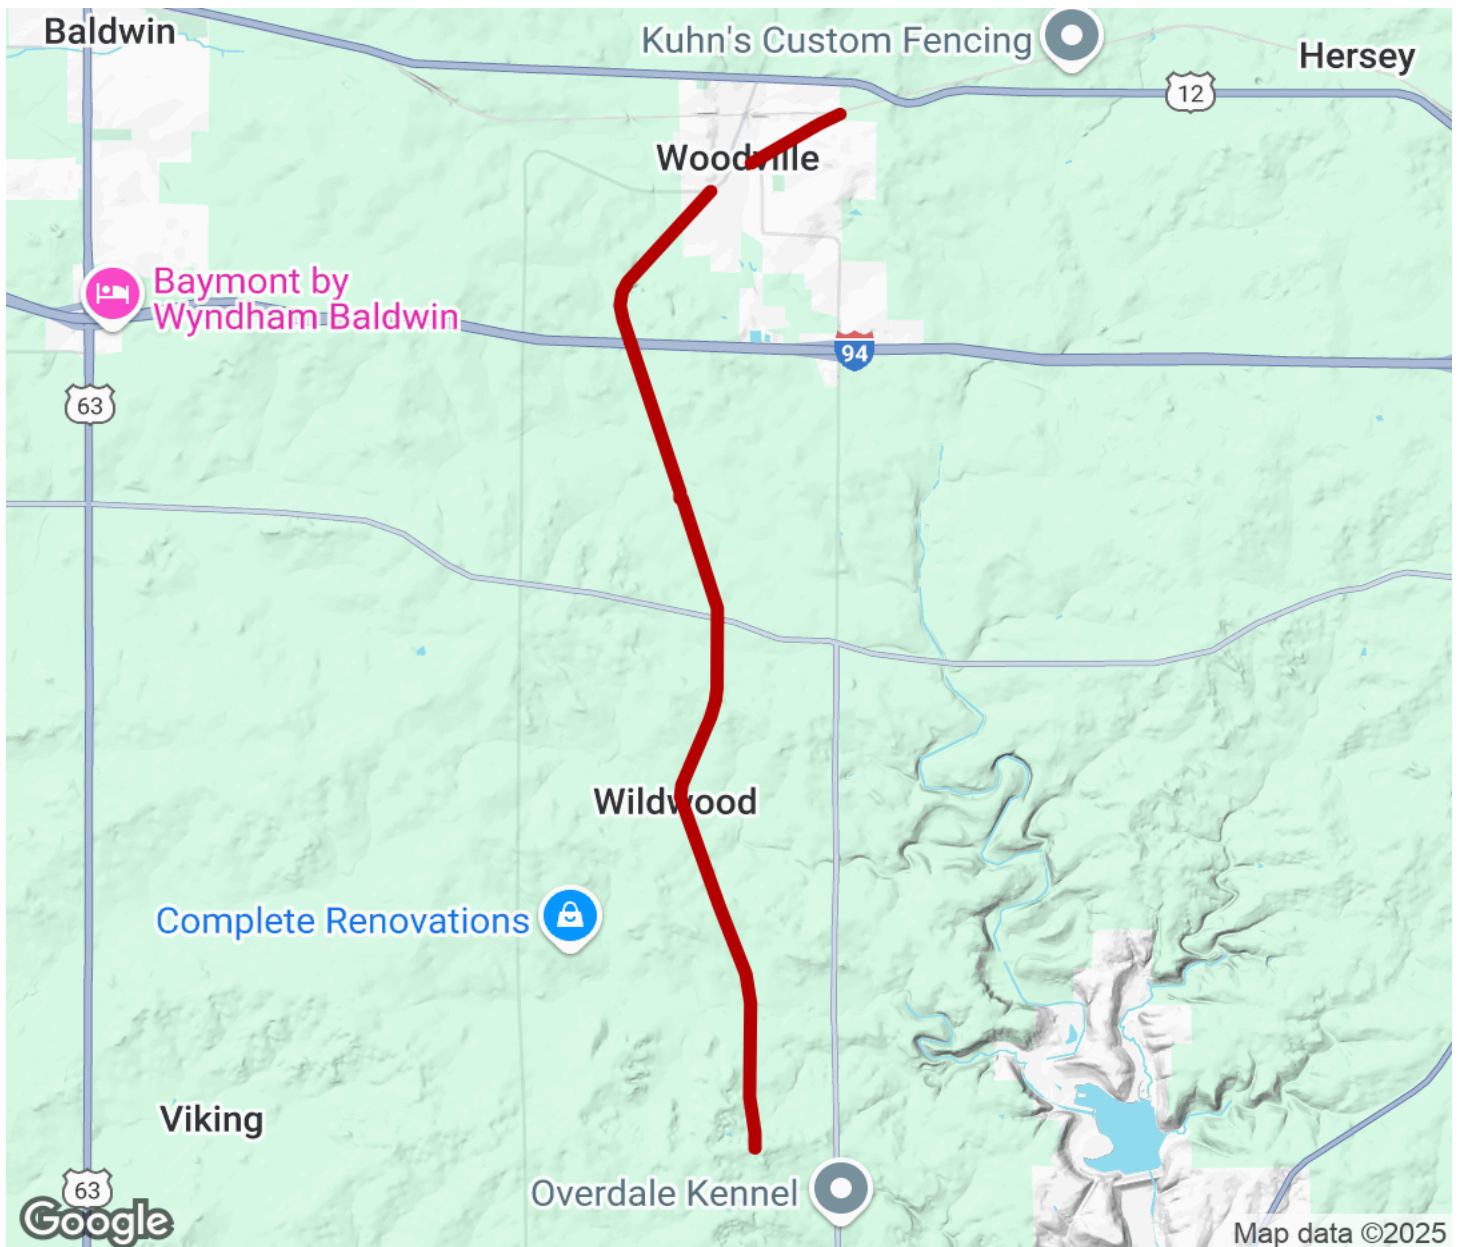 Baldwin
Kuhn's Custom Fencing
Hersey
12
Woodville
Baymont by
Wyndham Baldwin
94
63
Wildwood
Complete Renovations
Viking
63
Overdale Kennel
Google
Map data ©2025